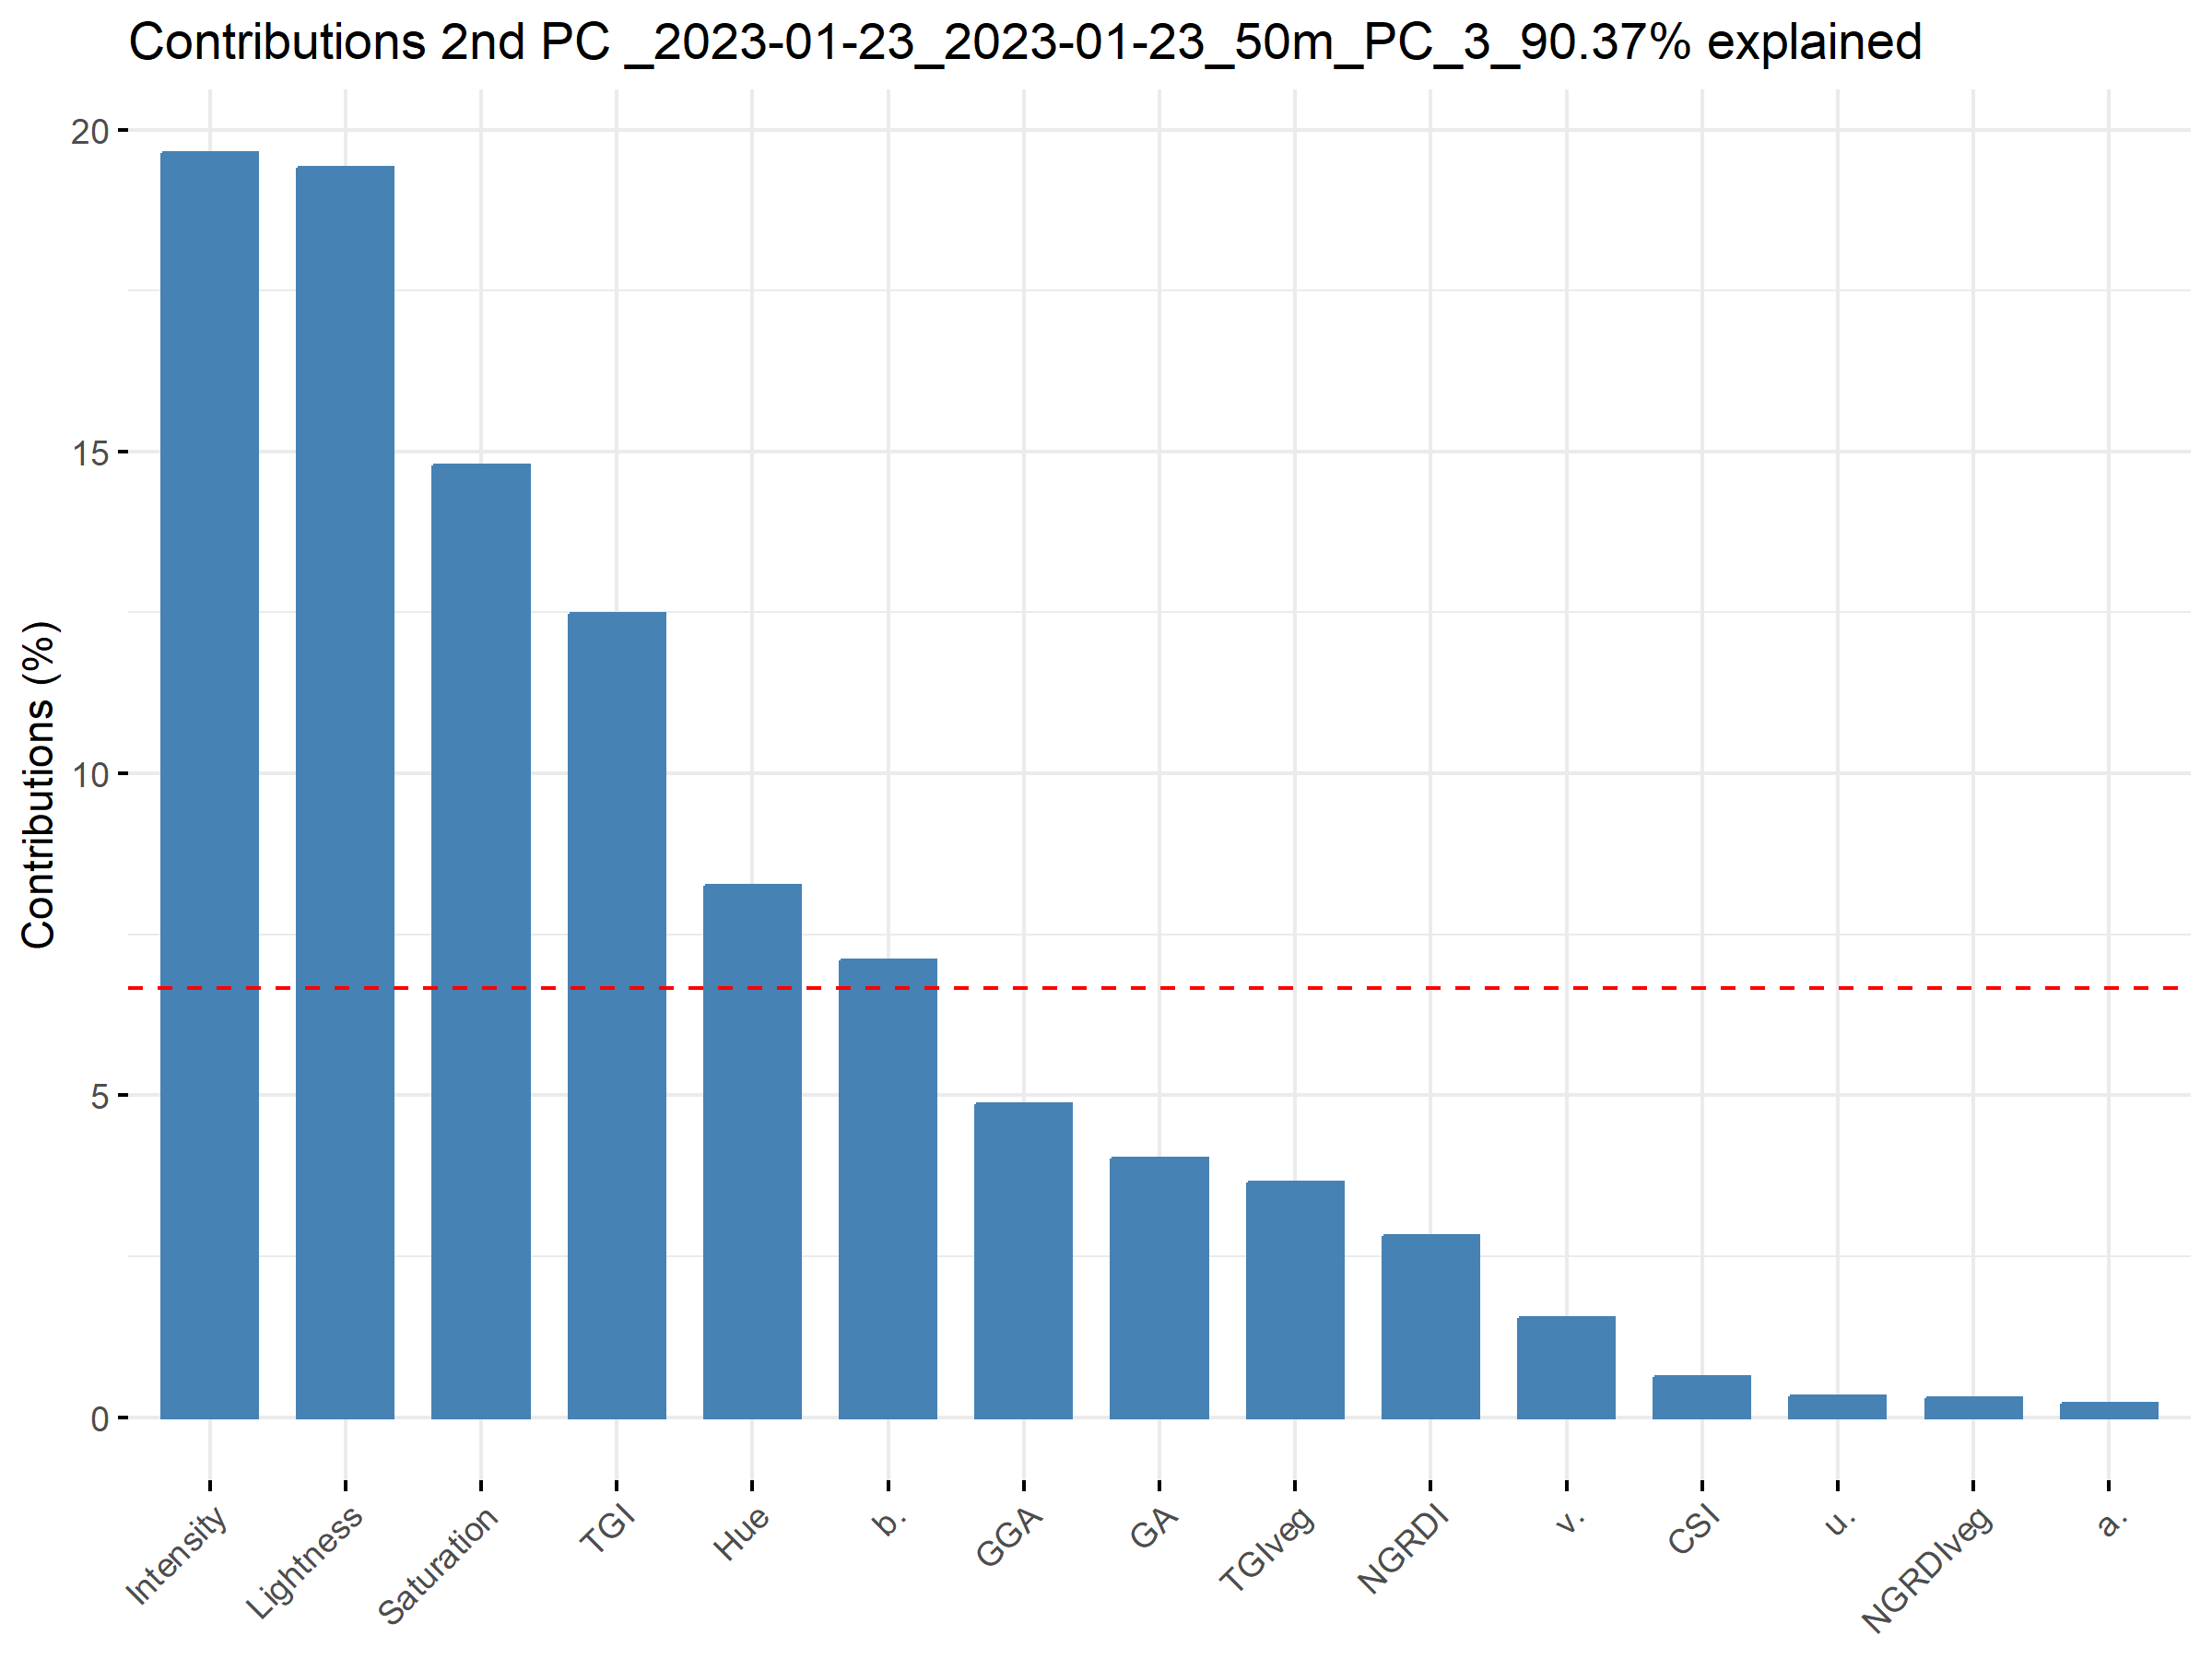 Contributions 2nd PC _2023-01-23_2023-01-23_50m_PC_3_90.37% explained
Contributions (%)
20
15
10
5
0
Intensity
Lightness
Saturation
TGI
Hue
b.
GGA
GA
TGIveg
NGRDI
v.
CSI
u.
NGRDIveg
a.